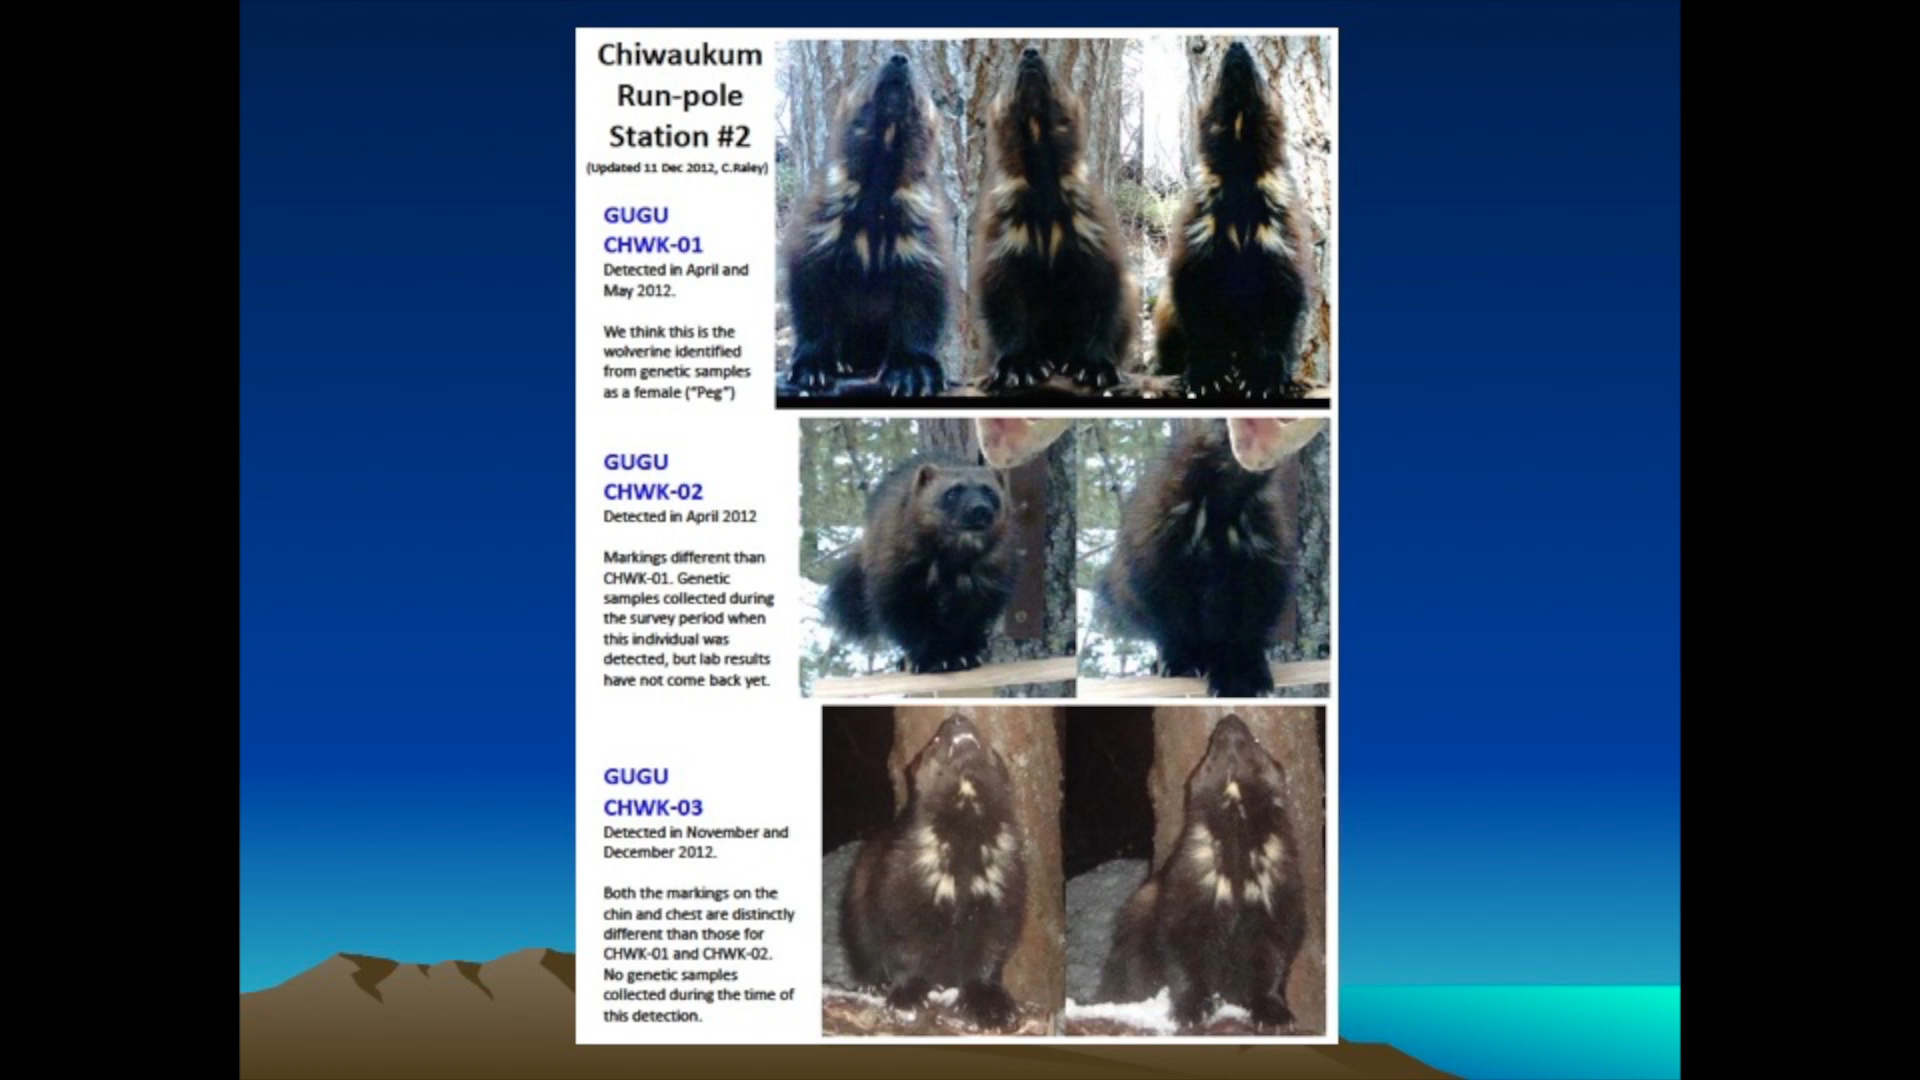 Chiwaukum
Run-pole
Station #2
(Updated 11 Dec 2012, C.Raley)
GUGU
CHWK-01
Detected in April and
May 2012.
We think this is the
wolverine identified
from genetic samples
as a female ("Peg")
GUGU
CHWK-02
Detected in April 2012
Markings different than
CHWK-01. Genetic
samples collected during
the survey period when
this individual was
detected, but lab results
have not come back yet.
GUGU
CHWK-03
Detected in November and
December 2012.
Both the markings on the
chin and chest are distinctly
different than those for
CHWK-01 and CHWK-02.
No genetic samples
collected during the time of
this detection.